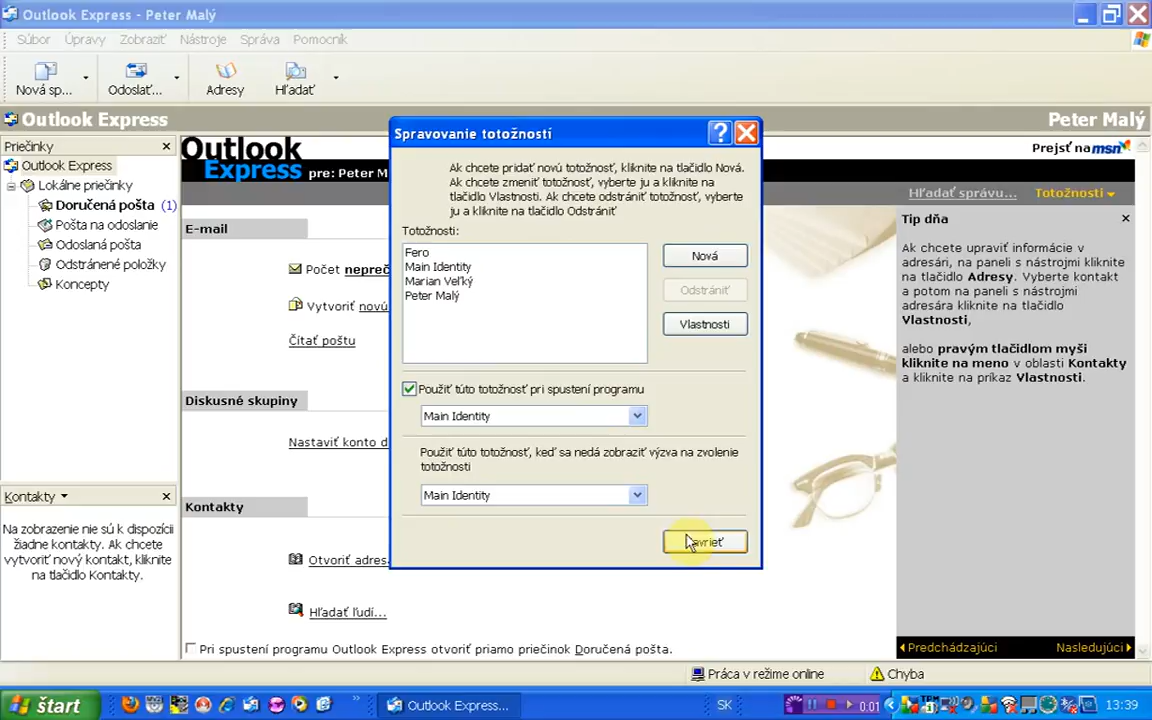 Outlook Express - Peter Malý
Súbor Úpravy Zobraziť Nástroje Správa Pomocník
Nová sp... Odoslať... Adresy Hľadať
Outlook Express Peter Malý
Priečinky
Outlook Express
Lokálne priečinky
Doručená pošta (1)
Pošta na odoslanie
Odoslaná pošta
Odstránené položky
Koncepty
Kontakty
Na zobrazenie nie sú k dispozícii
žiadne kontakty. Ak chcete
vytvoriť nový kontakt, kliknite
na tlačidlo Kontakty.
Outlook
Express pre: Peter M
Prejsť na msn
Hľadať správu... Totožnosti
E-mail
Počet nepreč
Vytvoriť novú
Čítať poštu
Diskusné skupiny
Nastaviť konto d
Kontakty
Otvoriť adres
Hľadať ľudí...
Pri spustení programu Outlook Express otvoriť priamo priečinok Doručená pošta.
Spravovanie totožností
Ak chcete pridať novú totožnosť, kliknite na tlačidlo Nová.
Ak chcete zmeniť totožnosť, vyberte ju a kliknite na
tlačidlo Vlastnosti. Ak chcete odstrániť totožnosť, vyberte
ju a kliknite na tlačidlo Odstrániť
Totožnosti:
Fero
Main Identity
Marian Veľký
Peter Malý
Nová
Odstrániť
Vlastnosti
Použiť túto totožnosť pri spustení programu
Main Identity
Použiť túto totožnosť, keď sa nedá zobraziť výzva na zvolenie
totožnosti
Main Identity
Tip dňa
Ak chcete upraviť informácie v
adresári, na paneli s nástrojmi kliknite
na tlačidlo Adresy. Vyberte kontakt
a potom na paneli s nástrojmi
adresára kliknite na tlačidlo
Vlastnosti,
alebo pravým tlačidlom myši
kliknite na meno v oblasti Kontakty
a kliknite na príkaz Vlastnosti.
Predchádzajúci Nasledujúci
Práca v režime online Chyba
štart Outlook Express... SK 0:01 13:39